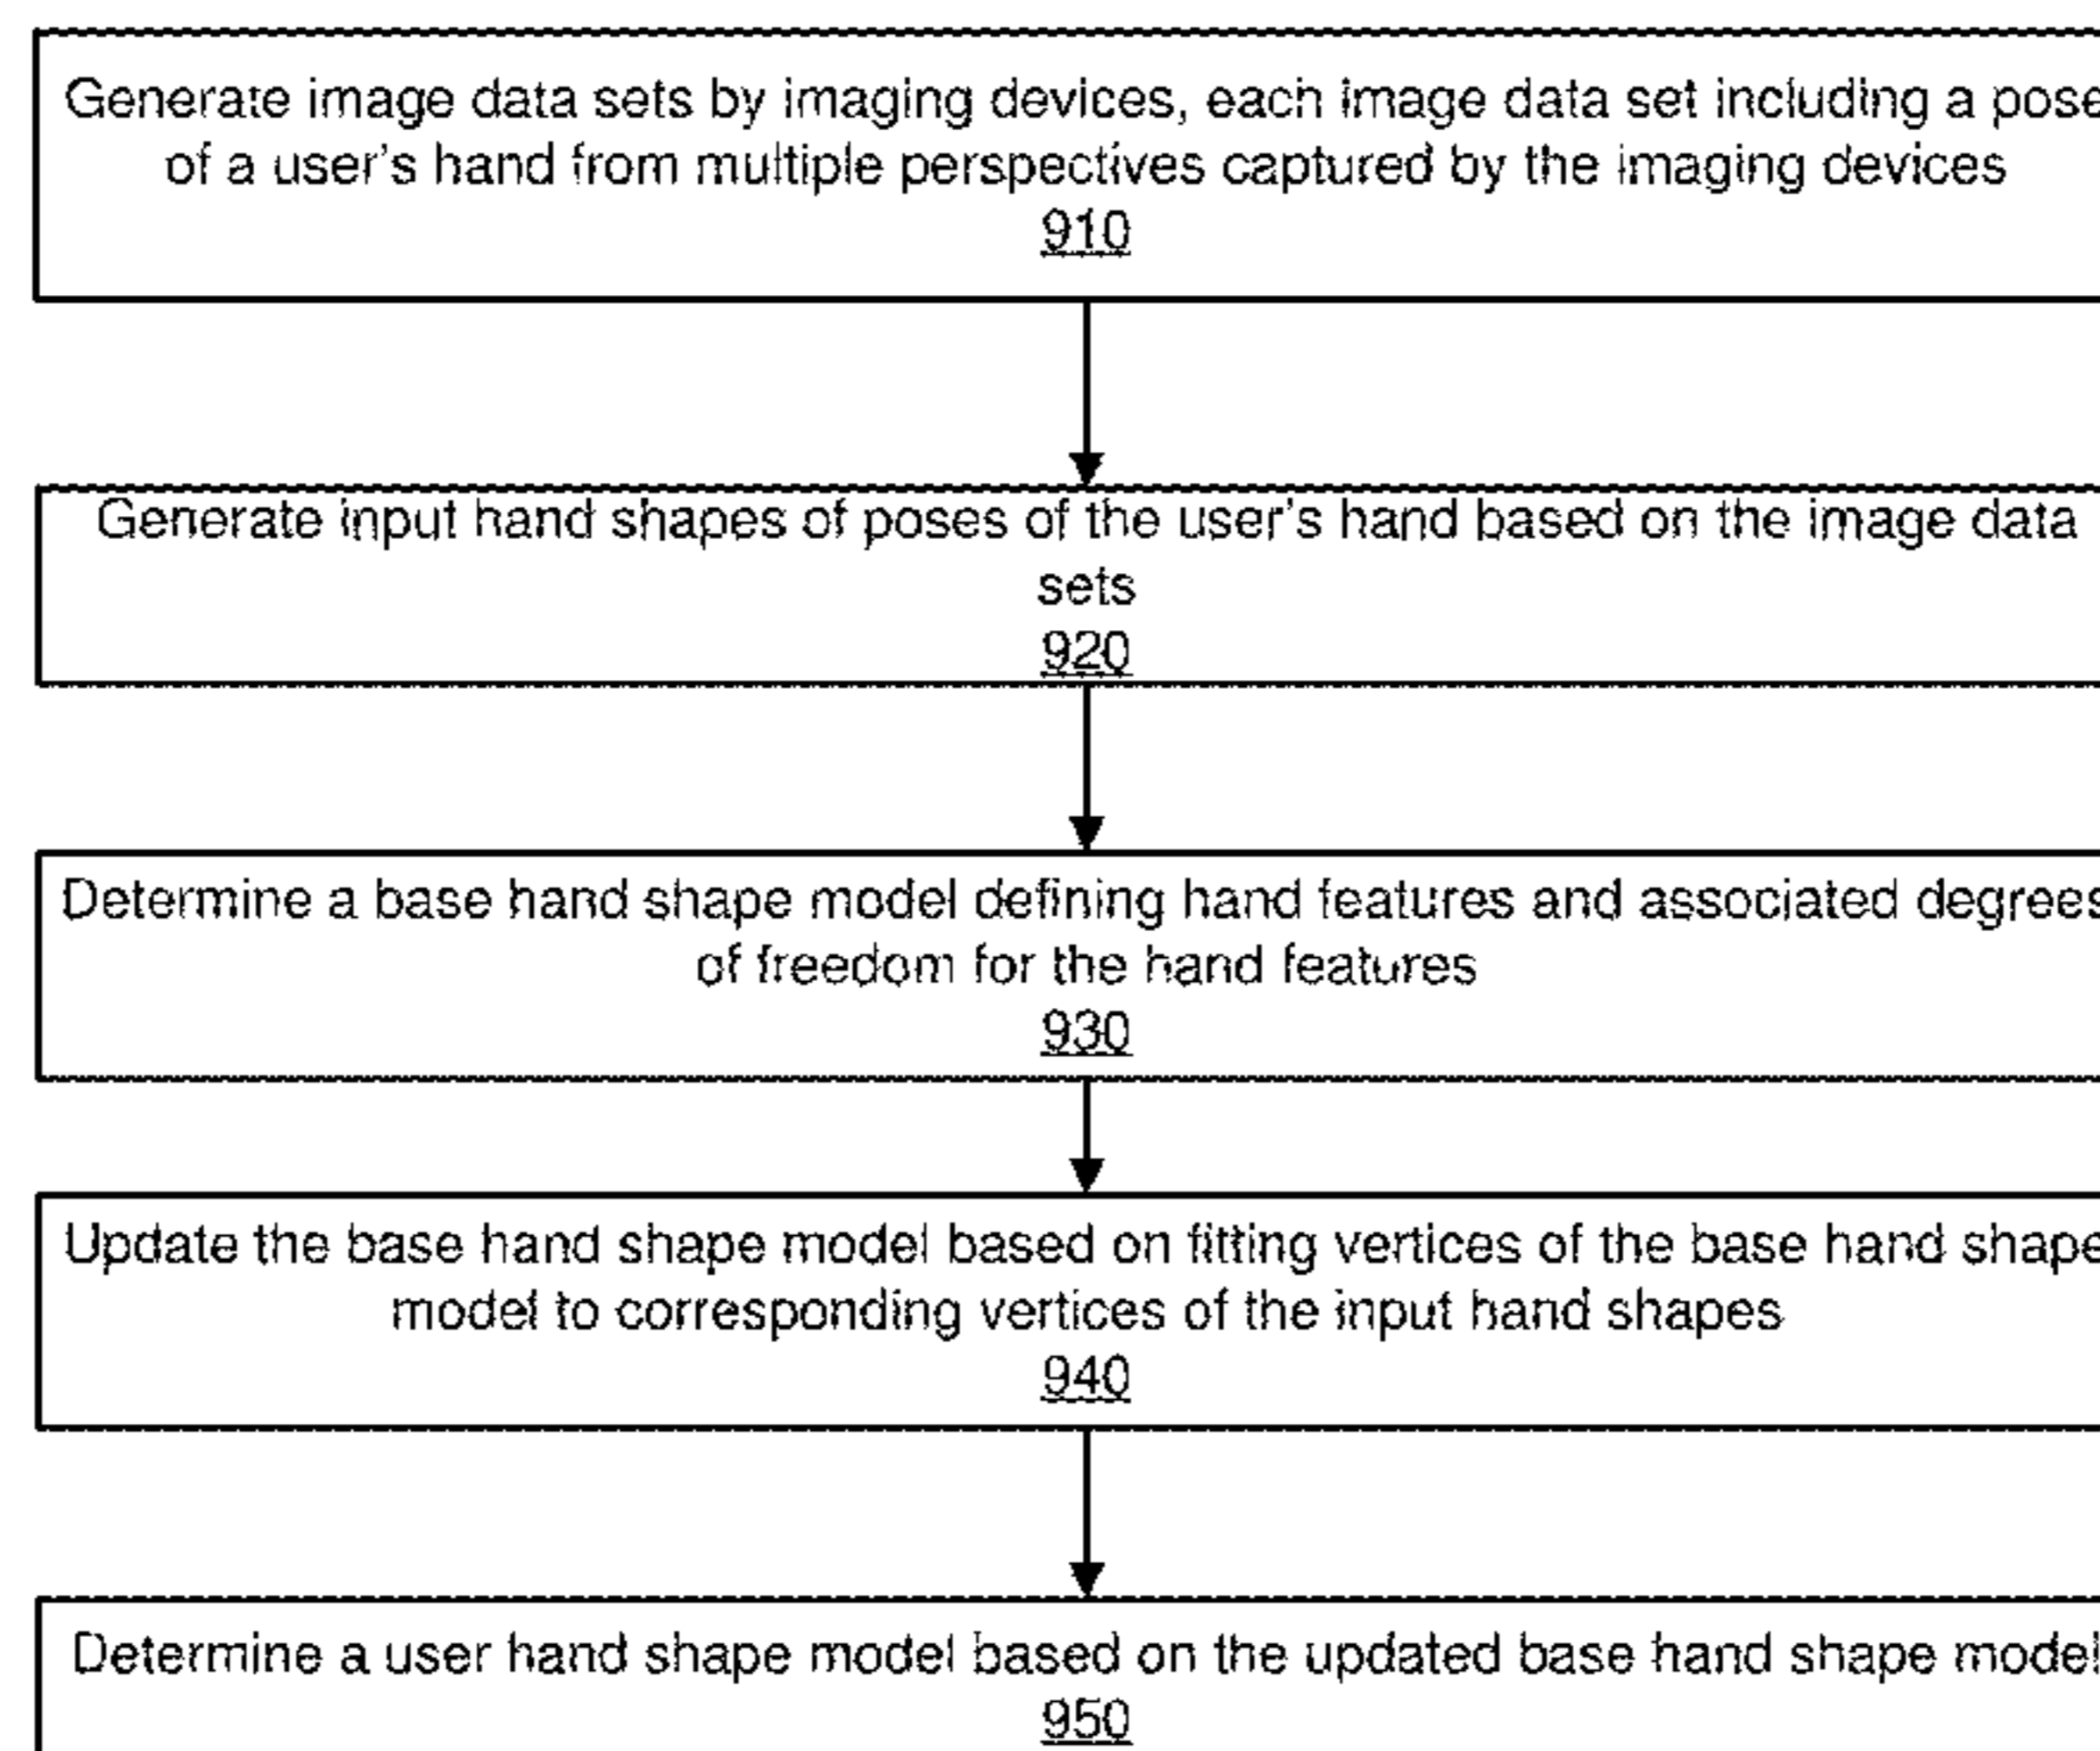 Generate image data sets by imaging devices, each image data set including a pose
of a user's hand from multiple perspectives captured by the imaging devices
910
Generate input hand shapes of poses of the user's hand based on the image data
sets
920
Determine a base hand shape model defining hand features and associated degrees
of freedom for the hand features
930
Update the base hand shape model based on fitting vertices of the base hand shape
model to corresponding vertices of the input hand shapes
940
Determine a user hand shape model based on the updated base hand shape model
950